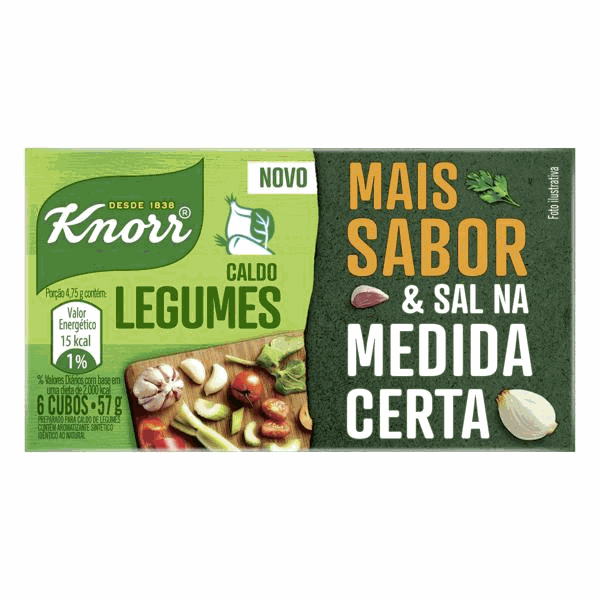 DESDE 1838
Knorr®
NOVO
CALDO
LEGUMES
Porção 4,75 g contém:
Valor
Energético
15 kcal
1%
% Valores Diários com base em
uma dieta de 2.000 kcal
6 CUBOS • 57 g
PREPARADO PARA CALDO DE LEGUMES
CONTÉM AROMATIZANTE SINTÉTICO
IDÊNTICO AO NATURAL
MAIS
SABOR
& SAL NA
MEDIDA
CERTA
Foto Ilustrativa